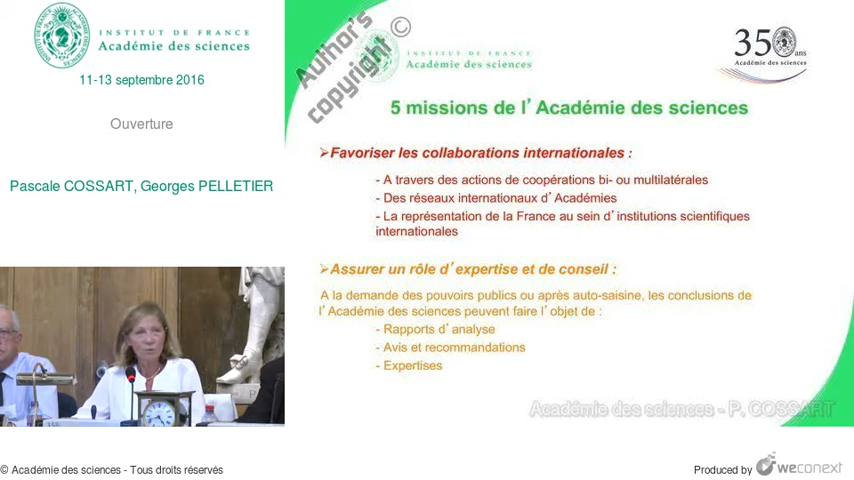 INSTITUT DE FRANCE
Académie des sciences
11-13 septembre 2016
Ouverture
Pascale COSSART, Georges PELLETIER
Author's
copyright ©
INSTITUT DE FRANCE
Académie des sciences
350 ans
Académie des sciences
5 missions de l’Académie des sciences
➢Favoriser les collaborations internationales :
- A travers des actions de coopérations bi- ou multilatérales
- Des réseaux internationaux d’Académies
- La représentation de la France au sein d’institutions scientifiques
internationales
➢Assurer un rôle d’expertise et de conseil :
A la demande des pouvoirs publics ou après auto-saisine, les conclusions de
l’Académie des sciences peuvent faire l’objet de :
- Rapports d’analyse
- Avis et recommandations
- Expertises
Académie des sciences - P. COSSART
© Académie des sciences - Tous droits réservés
Produced by weconext